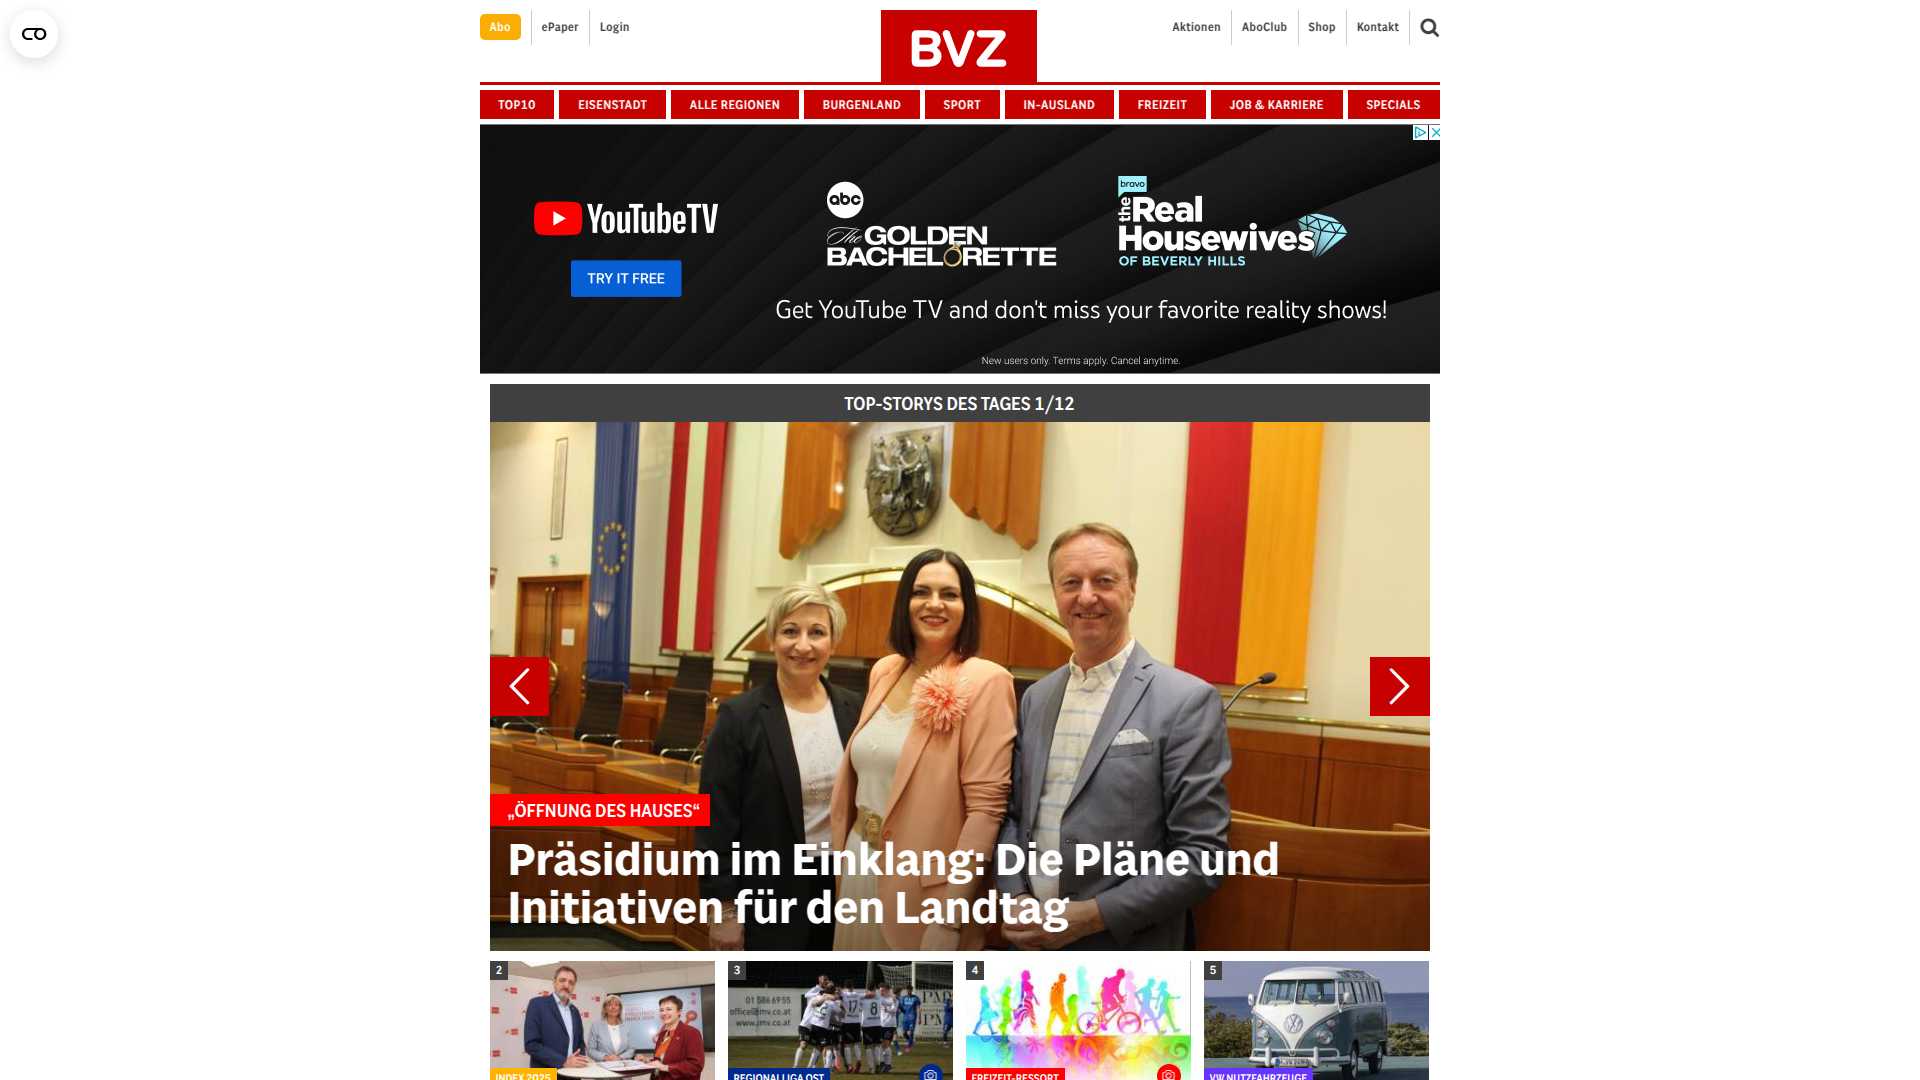 Abo
ePaper
Login
BVZ
Aktionen
AboClub
Shop
Kontakt
TOP10
EISENSTADT
ALLE REGIONEN
BURGENLAND
SPORT
IN-AUSLAND
FREIZEIT
JOB & KARRIERE
SPECIALS
YouTubeTV
TRY IT FREE
abc
The GOLDEN
BACHELORETTE
bravo
the Real
Housewives
OF BEVERLY HILLS
Get YouTube TV and don't miss your favorite reality shows!
New users only. Terms apply. Cancel anytime.
TOP-STORYS DES TAGES 1/12
„ÖFFNUNG DES HAUSES“
Präsidium im Einklang: Die Pläne und
Initiativen für den Landtag
2
INDEX 2025
3
01 586 69 55
office@jmv.co.at
www.jmv.co.at
17
8
PM
REGIONALLIGA OST
4
FREIZEIT-RESSORT
5
VW NUTZFAHRZEUGE